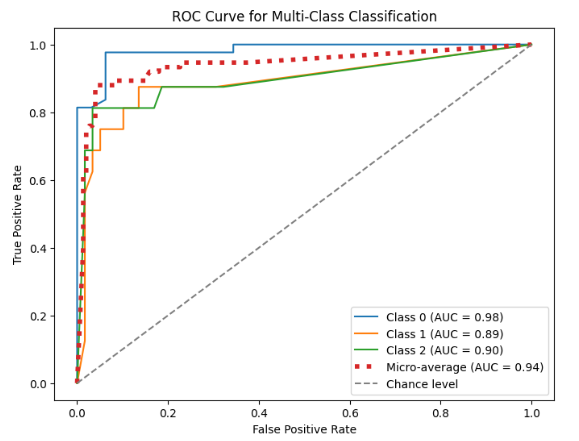 ROC Curve for Multi-Class Classification
True Positive Rate
1.0
0.8
0.6
0.4
0.2
0.0
Class 0 (AUC = 0.98)
Class 1 (AUC = 0.89)
Class 2 (AUC = 0.90)
Micro-average (AUC = 0.94)
Chance level
0.0 0.2 0.4 0.6 0.8 1.0
False Positive Rate